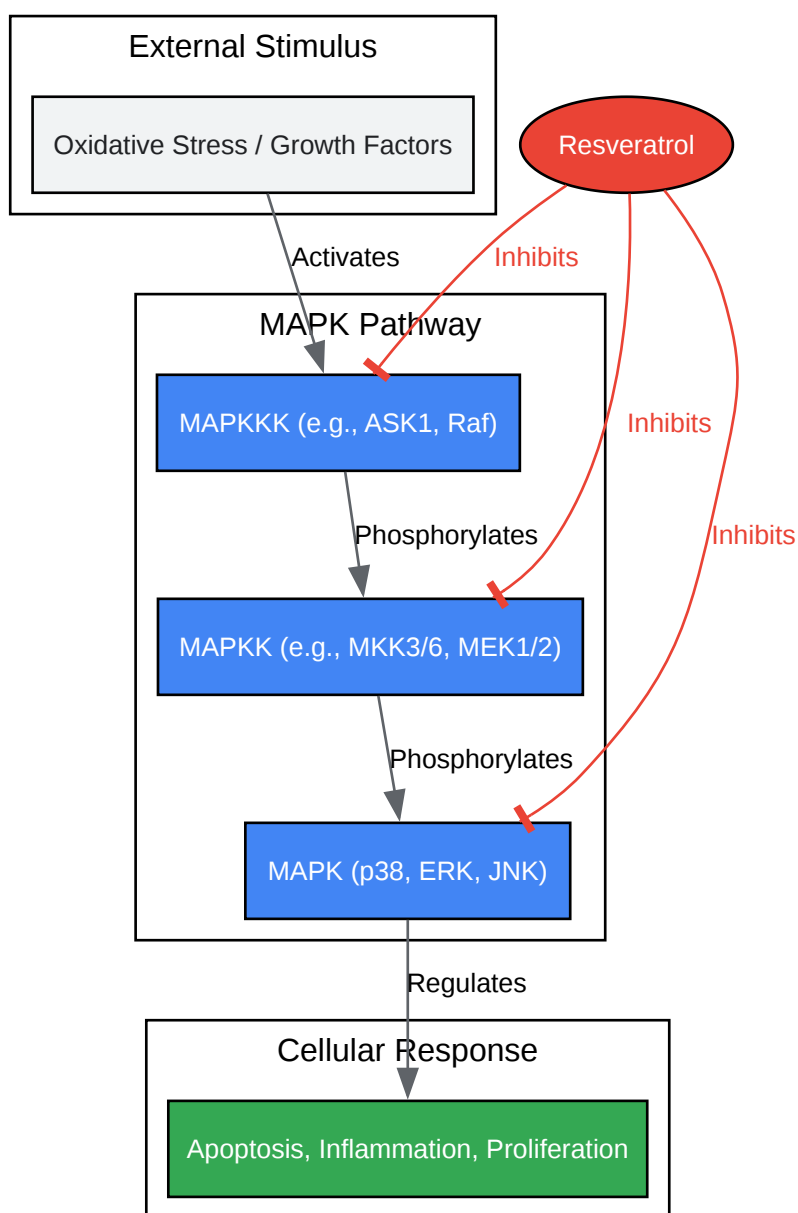 External Stimulus
Oxidative Stress / Growth Factors
Resveratrol
Activates
Inhibits
MAPK Pathway
MAPKKK (e.g., ASK1, Raf)
Inhibits
Phosphorylates
Inhibits
MAPKK (e.g., MKK3/6, MEK1/2)
Phosphorylates
MAPK (p38, ERK, JNK)
Regulates
Cellular Response
Apoptosis, Inflammation, Proliferation